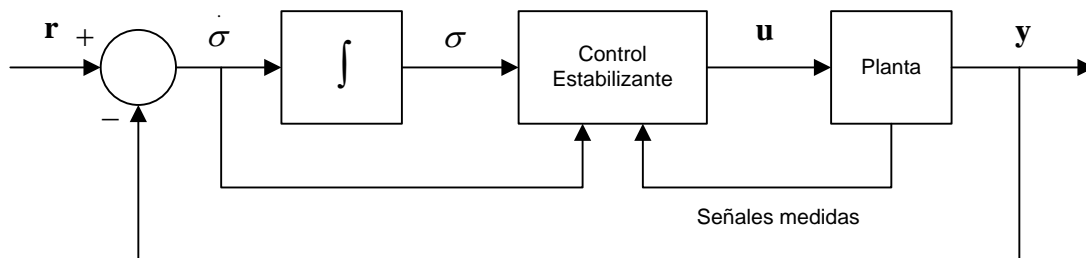 r + σ̇ ∫ σ Control Estabilizante u Planta y
−
Señales medidas